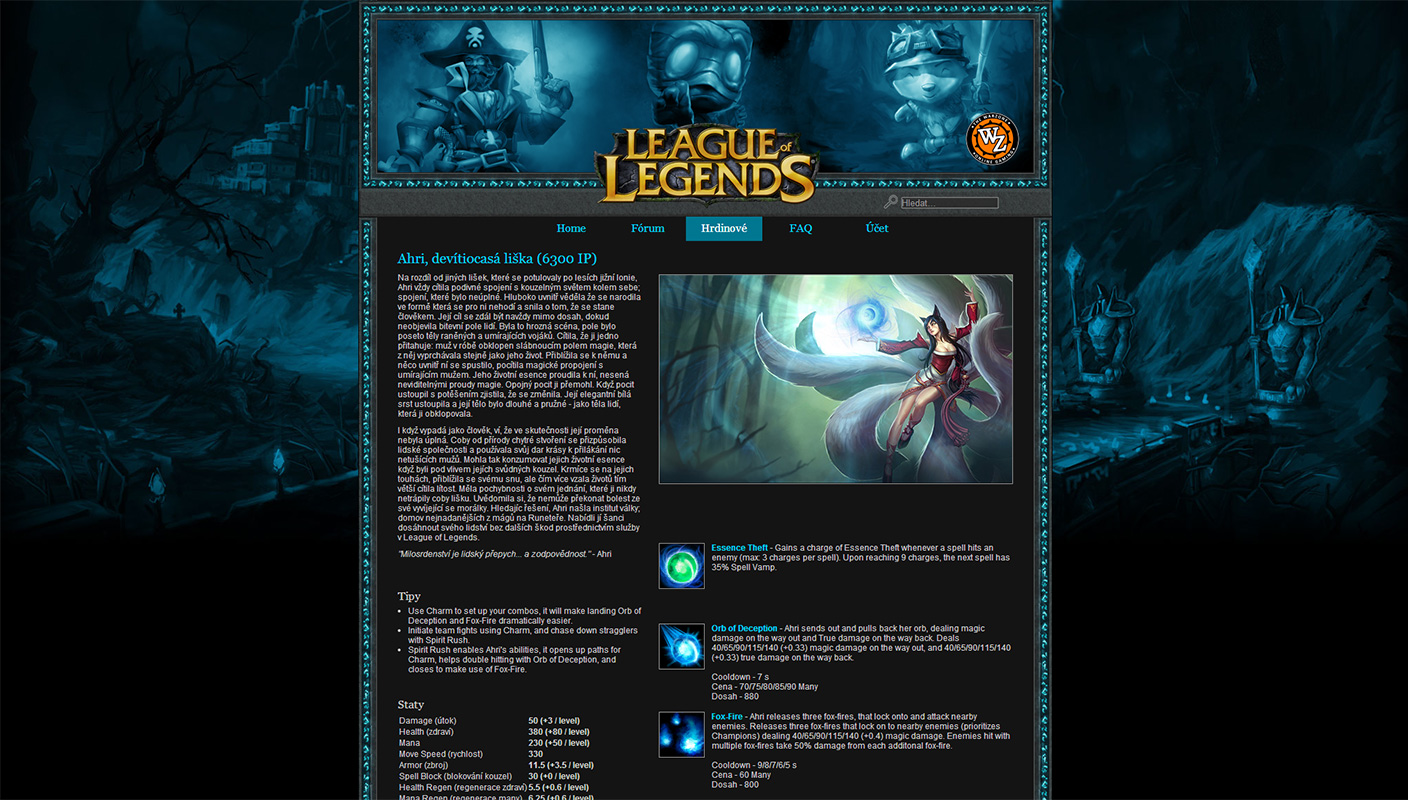 LEAGUE of LEGENDS
THE WARZONE
WZ
ONLINE GAMING
Hledat...
Home Fórum Hrdinové FAQ Účet
Ahri, devítiocasá liška (6300 IP)
Na rozdíl od jiných lišek, které se potulovaly po lesích jižní Ionie,
Ahri vždy cítila podivné spojení s kouzelným světem kolem sebe;
spojení, které bylo neúplné. Hluboko uvnitř věděla že se narodila
ve formě která se pro ni nehodí a snila o tom, že se stane
člověkem. Její cíl se zdál být navždy mimo dosah, dokud
neobjevila bitevní pole lidí. Byla to hrozná scéna, pole bylo
poseto těly raněných a umírajících vojáků. Cítila, že ji jedno
přitahuje: muž v róbě obklopen slábnoucím polem magie, která
z něj vyprchávala stejně jako jeho život. Přiblížila se k němu a
něco uvnitř ní se spustilo, pocítila magické propojení s
umírajícím mužem. Jeho životní esence proudila k ní, nesená
neviditelnými proudy magie. Opojný pocit ji přemohl. Když pocit
ustoupil s potěšením zjistila, že se změnila. Její elegantní bílá
srst ustoupila a její tělo bylo dlouhé a pružné - jako těla lidí,
která ji obklopovala.
I když vypadá jako člověk, ví, že ve skutečnosti její proměna
nebyla úplná. Coby od přírody chytré stvoření se přizpůsobila
lidské společnosti a používala svůj dar krásy k přilákání nic
netušících mužů. Mohla tak konzumovat jejich životní esence
když byli pod vlivem jejích svůdných kouzel. Krmíce se na jejich
touhách, přiblížila se svému snu, ale čím více vzala životů tím
větší cítila lítost. Měla pochybnosti o svém jednání, které ji nikdy
netrápily coby lišku. Uvědomila si, že nemůže překonat bolest ze
své vyvíjející se morálky. Hledajíc řešení, Ahri našla institut války;
domov nejnadanějších z mágů na Runeteře. Nabídli jí šanci
dosáhnout svého lidství bez dalších škod prostřednictvím služby
v League of Legends.
"Milosrdenství je lidský přepych... a zodpovědnost." - Ahri
Tipy
• Use Charm to set up your combos, it will make landing Orb of
Deception and Fox-Fire dramatically easier.
• Initiate team fights using Charm, and chase down stragglers
with Spirit Rush.
• Spirit Rush enables Ahri's abilities, it opens up paths for
Charm, helps double hitting with Orb of Deception, and
closes to make use of Fox-Fire.
Staty
Damage (útok) 50 (+3 / level)
Health (zdraví) 380 (+80 / level)
Mana 230 (+50 / level)
Move Speed (rychlost) 330
Armor (zbroj) 11.5 (+3.5 / level)
Spell Block (blokování kouzel) 30 (+0 / level)
Health Regen (regenerace zdraví) 5.5 (+0.6 / level)
Mana Regen (regenerace many) 6.25 (+0.6 / level)
Essence Theft - Gains a charge of Essence Theft whenever a spell hits an
enemy (max: 3 charges per spell). Upon reaching 9 charges, the next spell has
35% Spell Vamp.
Orb of Deception - Ahri sends out and pulls back her orb, dealing magic
damage on the way out and True damage on the way back. Deals
40/65/90/115/140 (+0.33) magic damage on the way out, and 40/65/90/115/140
(+0.33) true damage on the way back.
Cooldown - 7 s
Cena - 70/75/80/85/90 Many
Dosah - 880
Fox-Fire - Ahri releases three fox-fires, that lock onto and attack nearby
enemies. Releases three fox-fires that lock on to nearby enemies (prioritizes
Champions) dealing 40/65/90/115/140 (+0.4) magic damage. Enemies hit with
multiple fox-fires take 50% damage from each additonal fox-fire.
Cooldown - 9/8/7/6/5 s
Cena - 60 Many
Dosah - 800